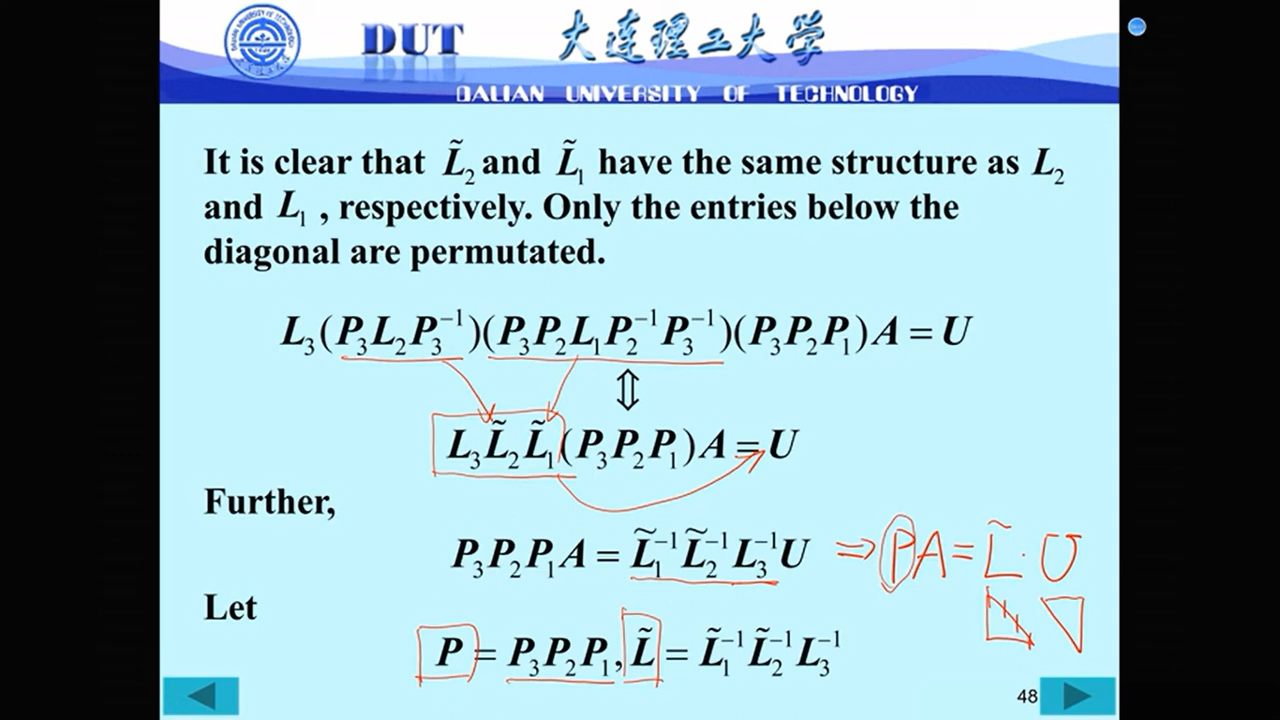 DUT 大连理工大学
DALIAN UNIVERSITY OF TECHNOLOGY
It is clear that L̃₂ and L̃₁ have the same structure as L₂
and L₁ , respectively. Only the entries below the
diagonal are permutated.
L₃(P₃L₂P₃⁻¹)(P₃P₂L₁P₂⁻¹P₃⁻¹)(P₃P₂P₁)A = U
⇕
L₃L̃₂L̃₁(P₃P₂P₁)A = U
Further,
P₃P₂P₁A = L̃₁⁻¹L̃₂⁻¹L₃⁻¹U ⇒ PA = L̃ · U
Let
P = P₃P₂P₁, L̃ = L̃₁⁻¹L̃₂⁻¹L₃⁻¹
48